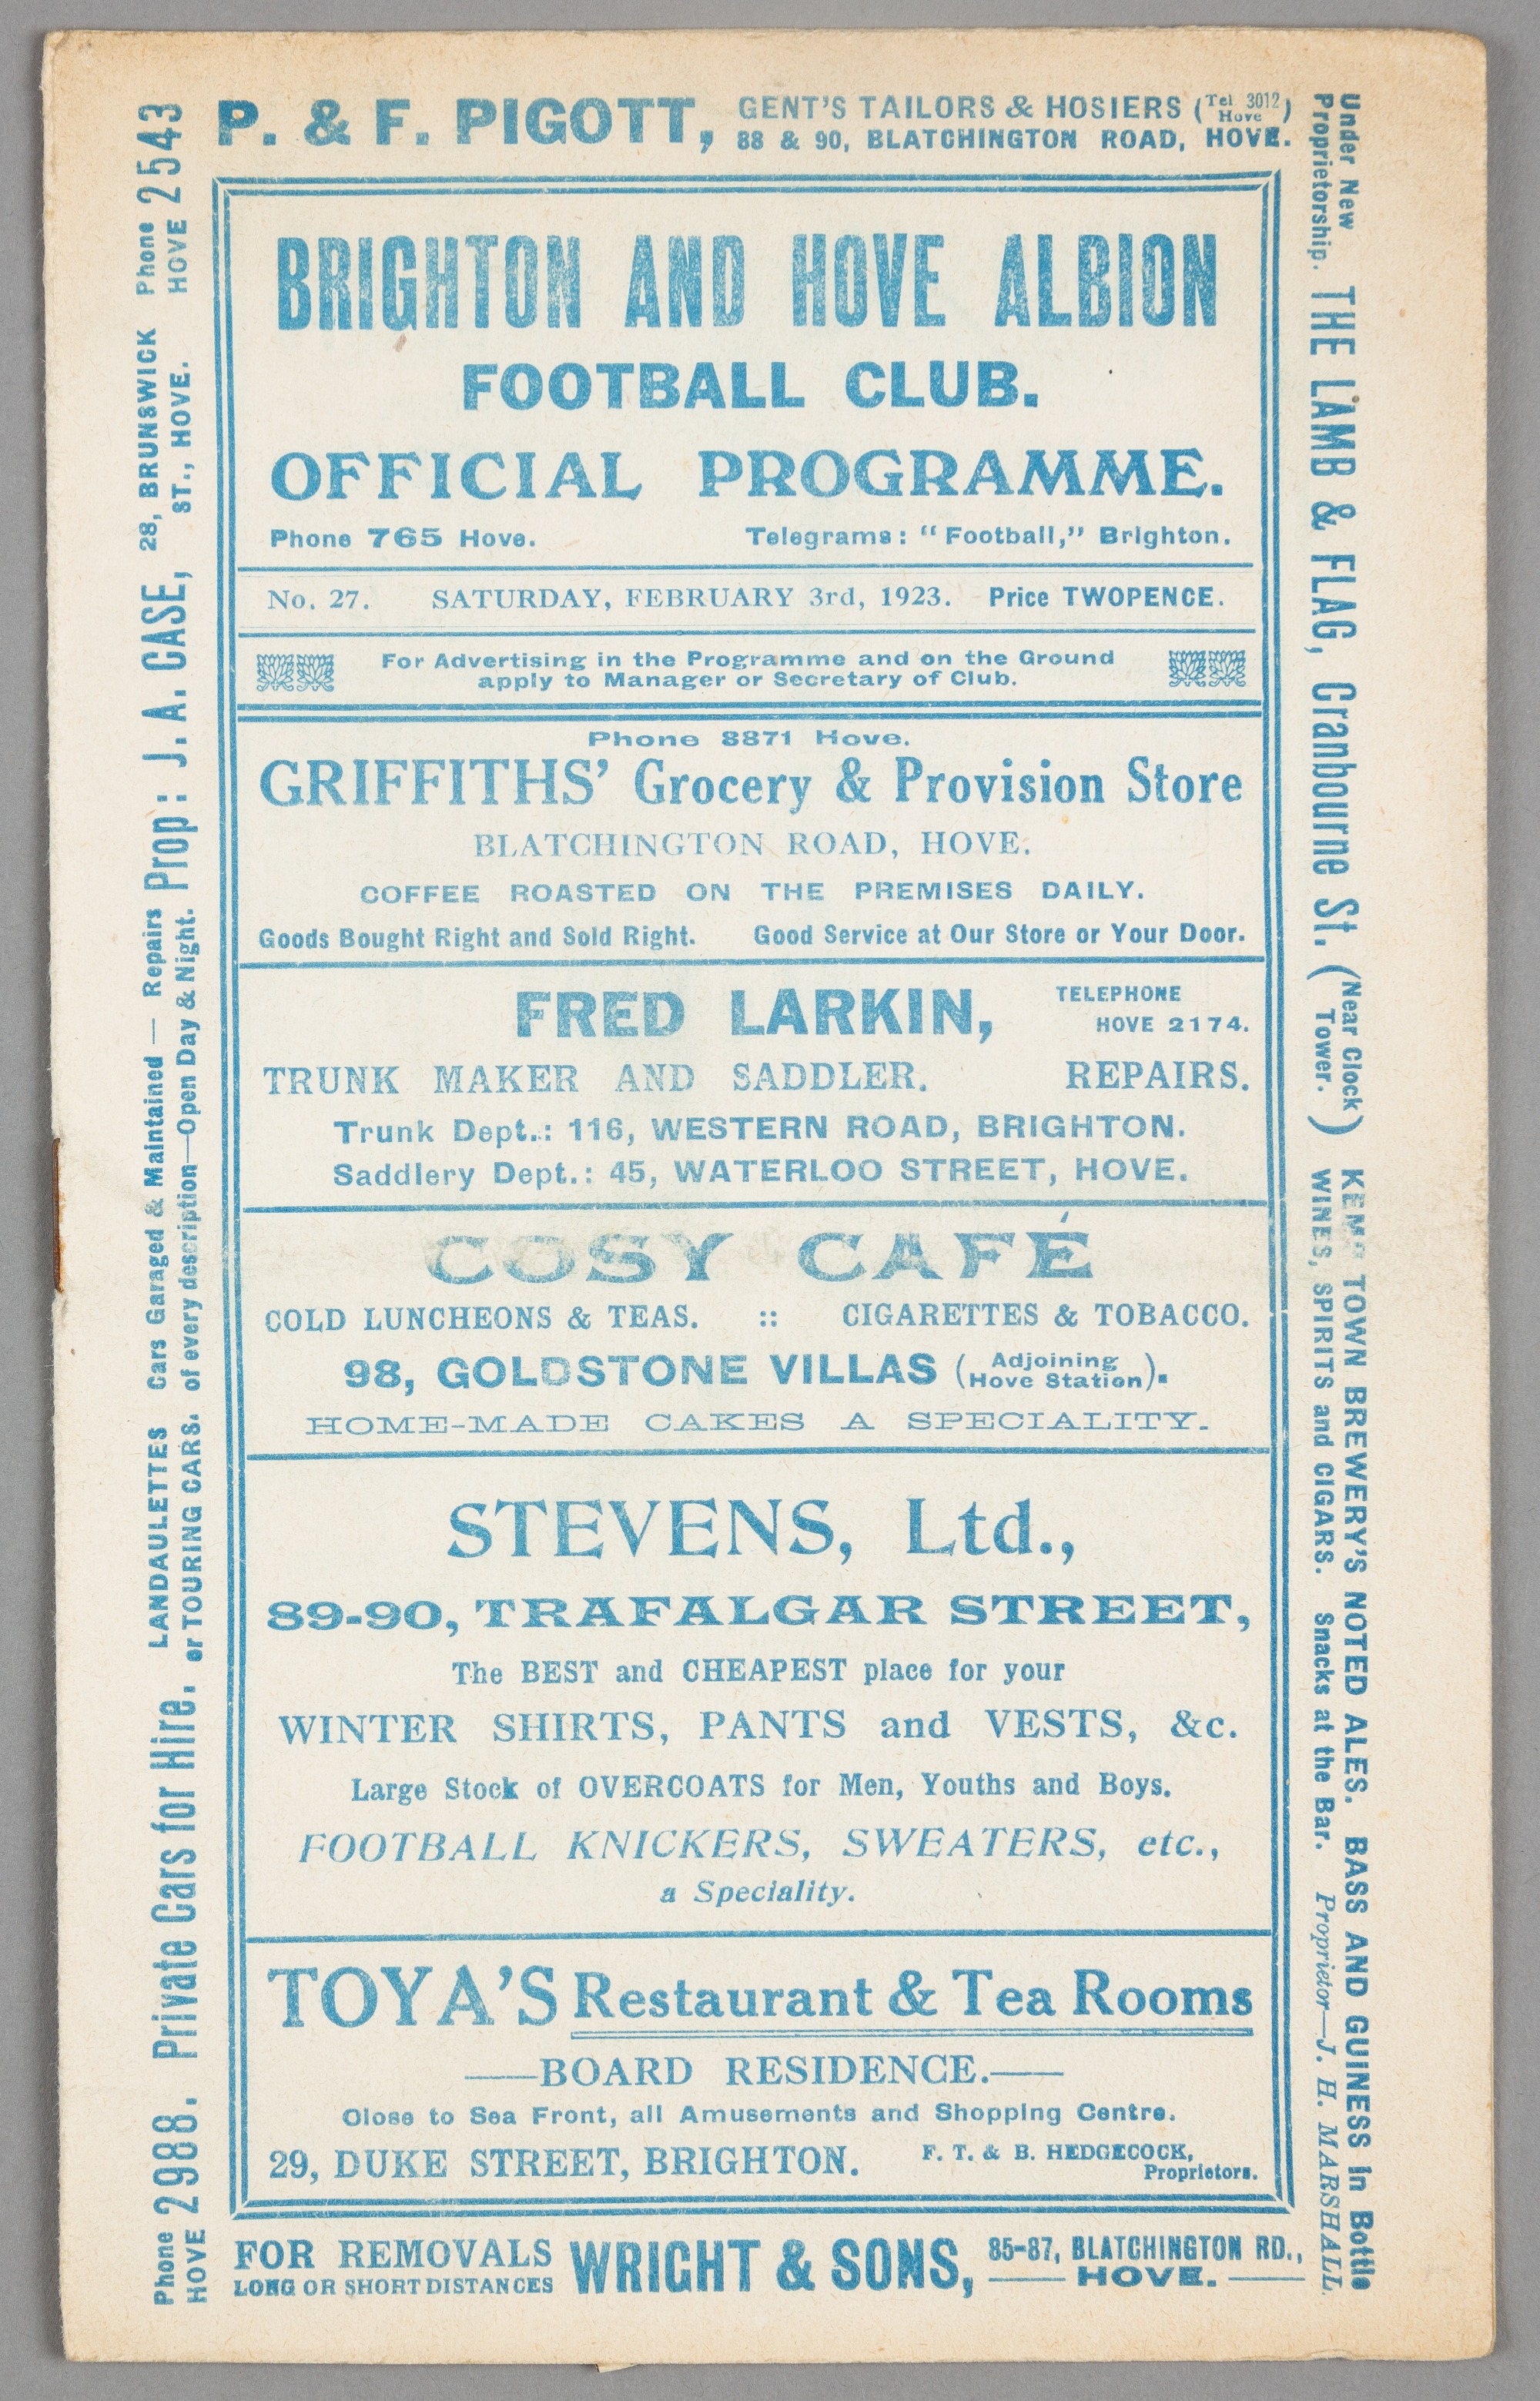 P. & F. PIGOTT, GENT'S TAILORS & HOSIERS (Tel 3012 Hove)
88 & 90, BLATCHINGTON ROAD, HOVE.
BRIGHTON AND HOVE ALBION
FOOTBALL CLUB.
OFFICIAL PROGRAMME.
Phone 765 Hove. Telegrams: "Football," Brighton.
No. 27. SATURDAY, FEBRUARY 3rd, 1923. Price TWOPENCE.
For Advertising in the Programme and on the Ground
apply to Manager or Secretary of Club.
Phone 8871 Hove.
GRIFFITHS' Grocery & Provision Store
BLATCHINGTON ROAD, HOVE.
COFFEE ROASTED ON THE PREMISES DAILY.
Goods Bought Right and Sold Right. Good Service at Our Store or Your Door.
FRED LARKIN, TELEPHONE
HOVE 2174.
TRUNK MAKER AND SADDLER. REPAIRS.
Trunk Dept.: 116, WESTERN ROAD, BRIGHTON.
Saddlery Dept.: 45, WATERLOO STREET, HOVE.
COSY CAFÉ
COLD LUNCHEONS & TEAS. :: CIGARETTES & TOBACCO.
98, GOLDSTONE VILLAS (Adjoining Hove Station).
HOME-MADE CAKES A SPECIALITY.
STEVENS, Ltd.,
89-90, TRAFALGAR STREET,
The BEST and CHEAPEST place for your
WINTER SHIRTS, PANTS and VESTS, &c.
Large Stock of OVERCOATS for Men, Youths and Boys.
FOOTBALL KNICKERS, SWEATERS, etc.,
a Speciality.
TOYA'S Restaurant & Tea Rooms
—BOARD RESIDENCE.—
Close to Sea Front, all Amusements and Shopping Centre.
29, DUKE STREET, BRIGHTON. F. T. & B. HEDGECOCK,
Proprietors.
FOR REMOVALS
LONG OR SHORT DISTANCES
WRIGHT & SONS, 85-87, BLATCHINGTON RD.,
— HOVE. —
Phone HOVE 2988. Private Cars for Hire. LANDAULETTES
or TOURING CARS. Cars Garaged & Maintained — Repairs
of every description—Open Day & Night. Prop: J. A. CASE, 28, BRUNSWICK
ST., HOVE. Phone HOVE 2543
Under New
Proprietorship. THE LAMB & FLAG, Cranbourne St. (Near Clock Tower.)
KEMP TOWN BREWERY'S NOTED ALES. BASS AND GUINESS in Bottle
WINES, SPIRITS and CIGARS. Snacks at the Bar. Proprietor—J. H. MARSHALL.